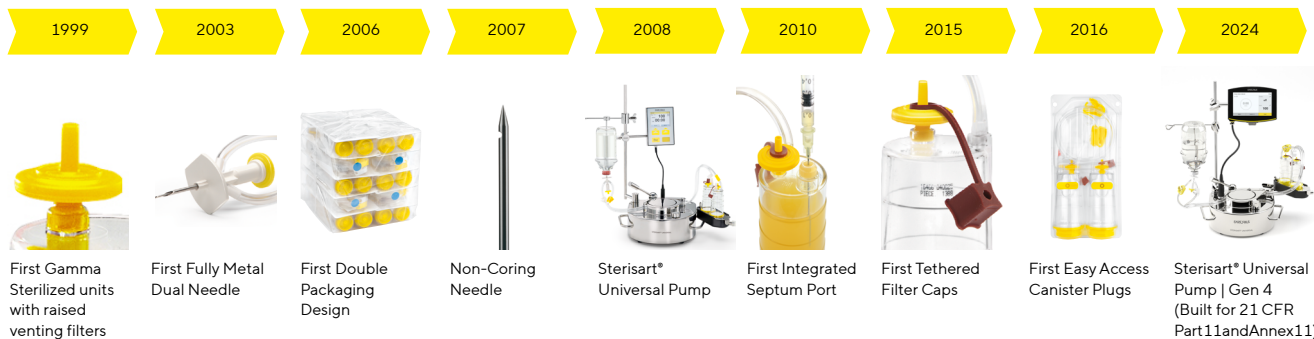 1999
2003
2006
2007
2008
2010
2015
2016
2024
First Gamma
Sterilized units
with raised
venting filters
First Fully Metal
Dual Needle
First Double
Packaging
Design
Non-Coring
Needle
Sterisart®
Universal Pump
First Integrated
Septum Port
First Tethered
Filter Caps
First Easy Access
Canister Plugs
Sterisart® Universal
Pump | Gen 4
(Built for 21 CFR
Part11andAnnex11)